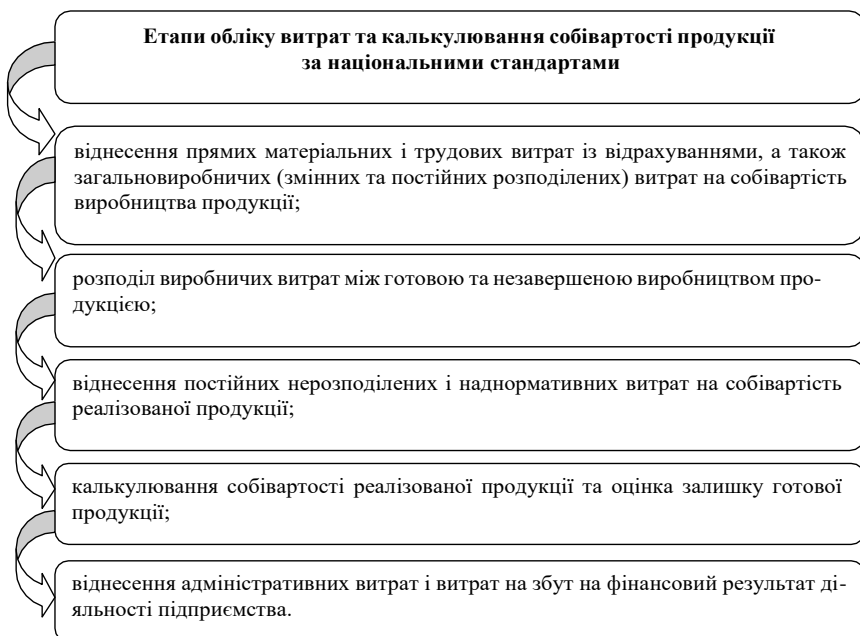 Етапи обліку витрат та калькулювання собівартості продукції
за національними стандартами
віднесення прямих матеріальних і трудових витрат із відрахуваннями, а також
загальновиробничих (змінних та постійних розподілених) витрат на собівартість
виробництва продукції;
розподіл виробничих витрат між готовою та незавершеною виробництвом про-
дукцією;
віднесення постійних нерозподілених і наднормативних витрат на собівартість
реалізованої продукції;
калькулювання собівартості реалізованої продукції та оцінка залишку готової
продукції;
віднесення адміністративних витрат і витрат на збут на фінансовий результат ді-
яльності підприємства.